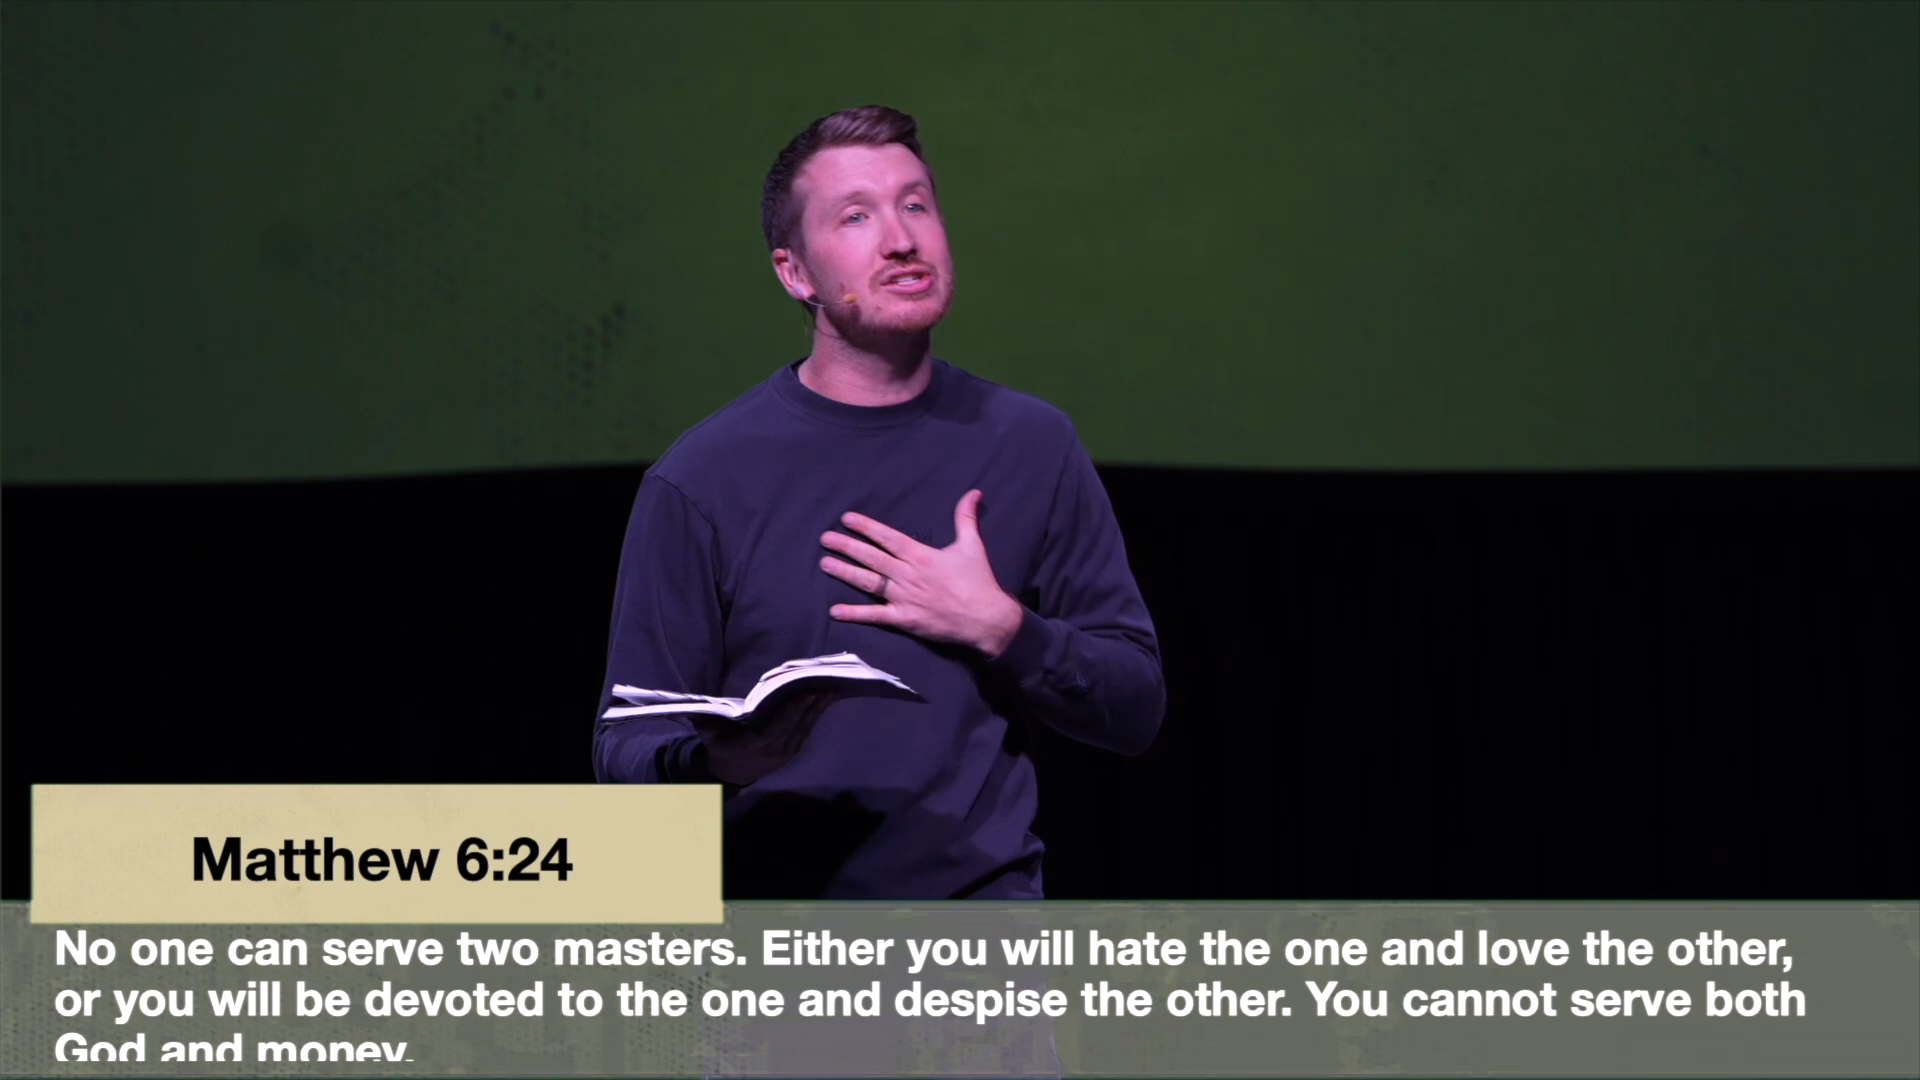 Matthew 6:24
No one can serve two masters. Either you will hate the one and love the other,
or you will be devoted to the one and despise the other. You cannot serve both
God and money.